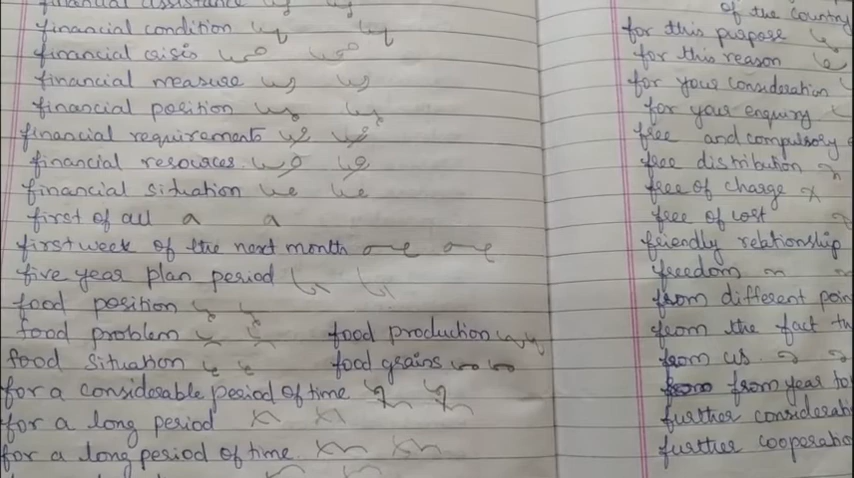 financial assistance
financial condition
financial crisis
financial measure
financial position
financial requirements
financial resources
financial situation
first of all
first week of the next month
five year plan period
food position
food problem food production
food situation food grains
for a considerable period of time
for a long period
for a long period of time
of the country
for this purpose
for this reason
for your consideration
for your enquiry
free and compulsory
free distribution
free of charge
free of cost
friendly relationship
freedom
from different
from the fact
from us
from year to
further
further